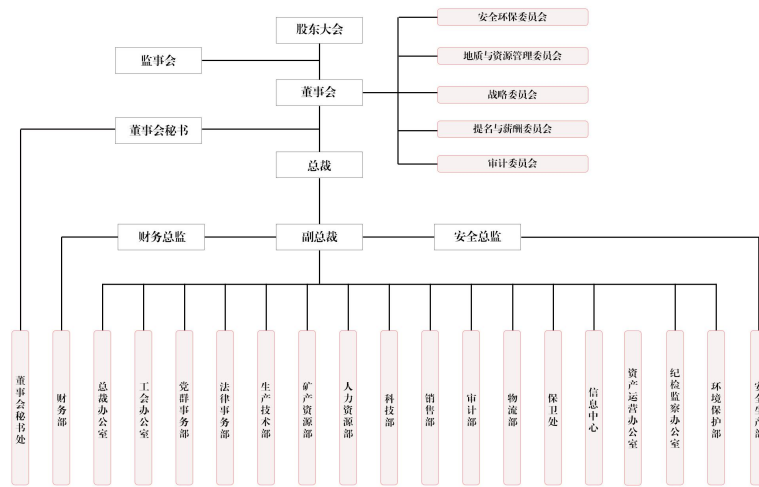 股东大会
监事会
董事会
安全环保委员会
地质与资源管理委员会
战略委员会
提名与薪酬委员会
审计委员会
董事会秘书
总裁
财务总监
副总裁
安全总监
董事会秘书处
财务部
总裁办公室
工会办公室
党群事务部
法律事务部
生产技术部
矿产资源部
人力资源部
科技部
销售部
审计部
物流部
保卫处
信息中心
资产运营办公室
纪检监察办公室
环境保护部
安全生产部